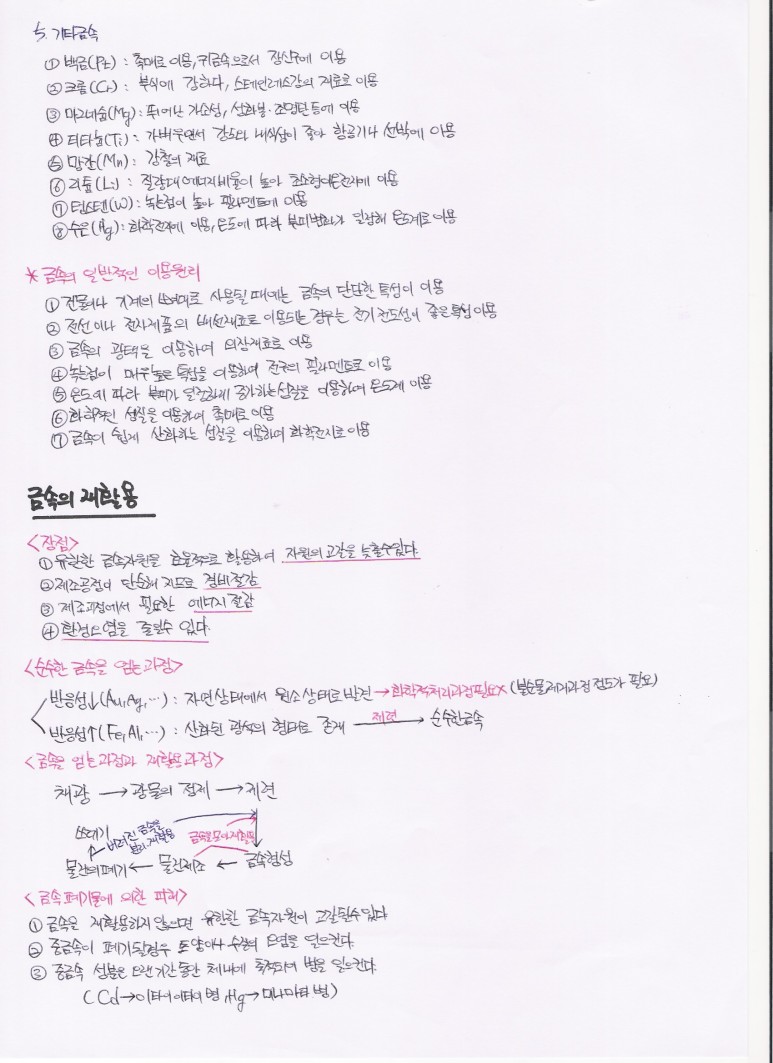 5. 기타금속
① 백금(Pt) : 촉매로 이용, 귀금속으로서 장신구에 이용
② 크롬(Cr) : 부식에 강하다, 스테인레스강의 재료로 이용
③ 마그네슘(Mg) : 뛰어난 가소성, 섬화분·조명탄등에 이용
④ 티타늄(Ti) : 가벼우면서 강도와 내식성이 좋아 항공기나 선박에 이용
⑤ 망간(Mn) : 강철의 재료
⑥ 리튬(Li) : 질량대 에너지비율이 높아 초소형이온전지에 이용
⑦ 텅스텐(W) : 녹는점이 높아 필라멘트에 이용
⑧ 수은(Hg) : 화학전지에 이용, 온도에 따라 부피변화가 일정해 온도계로 이용
* 금속의 일반적인 이용원리
① 건물이나 기계의 뼈대로 사용될 때에는 금속의 단단한 특성이 이용
② 전선이나 전자제품의 배선재료로 이용되는 경우는 전기 전도성이 좋은 특성 이용
③ 금속의 광택을 이용하여 의장재료로 이용
④ 녹는점이 매우 높은 특성을 이용하여 전구의 필라멘트로 이용
⑤ 온도에 따라 부피가 일정하게 증가하는 성질을 이용하여 온도계 이용
⑥ 화학적인 성질을 이용하여 촉매로 이용
⑦ 금속이 쉽게 산화하는 성질을 이용하여 화학전지로 이용
금속의 재활용
<장점>
① 유한한 금속자원을 효율적으로 활용하여 자원의 고갈을 늦출수있다.
② 제조공정이 단순해 지므로 경비절감
③ 제조과정에서 필요한 에너지 절감
④ 환경오염을 줄일수 있다.
<순수한 금속을 얻는과정>
반응성↓(Au, Ag, …) : 자연상태에서 원소상태로 발견 → 화학적처리과정필요X (불순물제거과정 정도가 필요)
반응성↑(Fe, Al, …) : 산화된 광석의 형태로 존재 제련→ 순수한금속
<금속을 얻는과정과 재활용과정>
채광 → 광물의 정제 → 제련
쓰레기 버려진 금속을 분리·재활용 금속을 모아 재활용
물건의폐기 ← 물건제조 ← 금속형성
<금속폐기물에 의한 피해>
① 금속을 재활용하지 않으면 유한한 금속자원이 고갈될수있다
② 중금속이 폐기될경우 토양이나 수질의 오염을 일으킨다.
③ 중금속 성분은 오랜기간동안 체내에 축적되어 병을 일으킨다.
(Cd→이타이이타이병, Hg→미나마타 병)